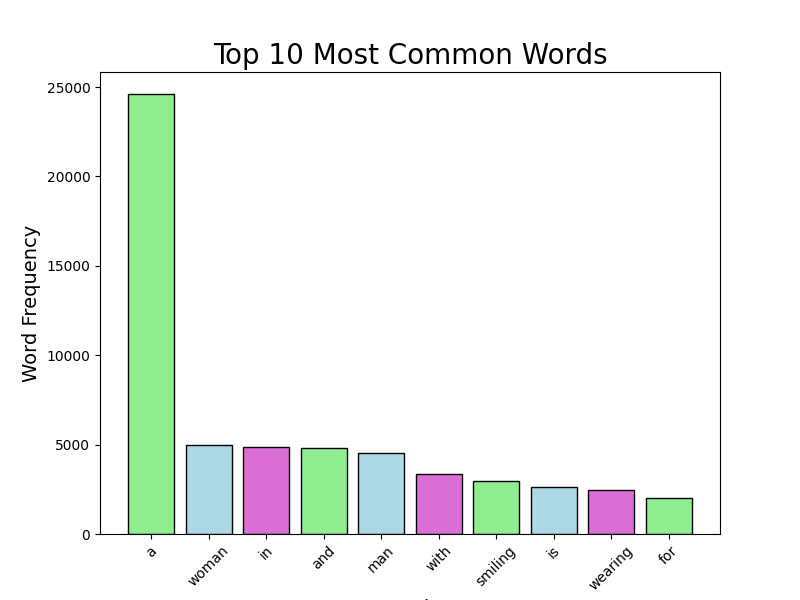 Top 10 Most Common Words
Word Frequency
25000
20000
15000
10000
5000
0
a
woman
in
and
man
with
smiling
is
wearing
for